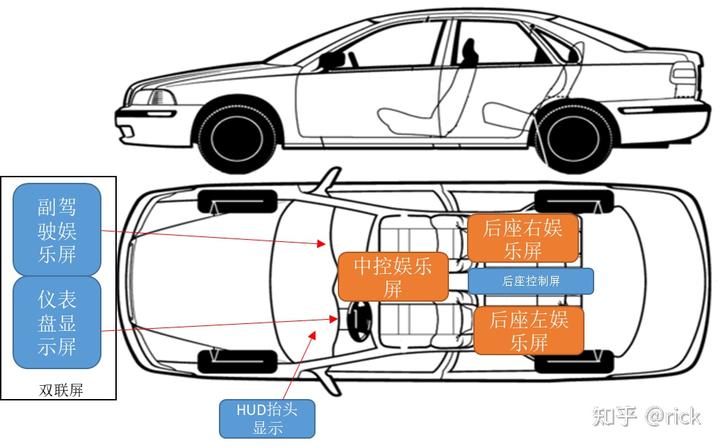 副驾
驶娱
乐屏
仪表
盘显
示屏
双联屏
HUD抬头
显示
中控娱乐
屏
后座右娱
乐屏
后座控制屏
后座左娱
乐屏
知乎 @rick